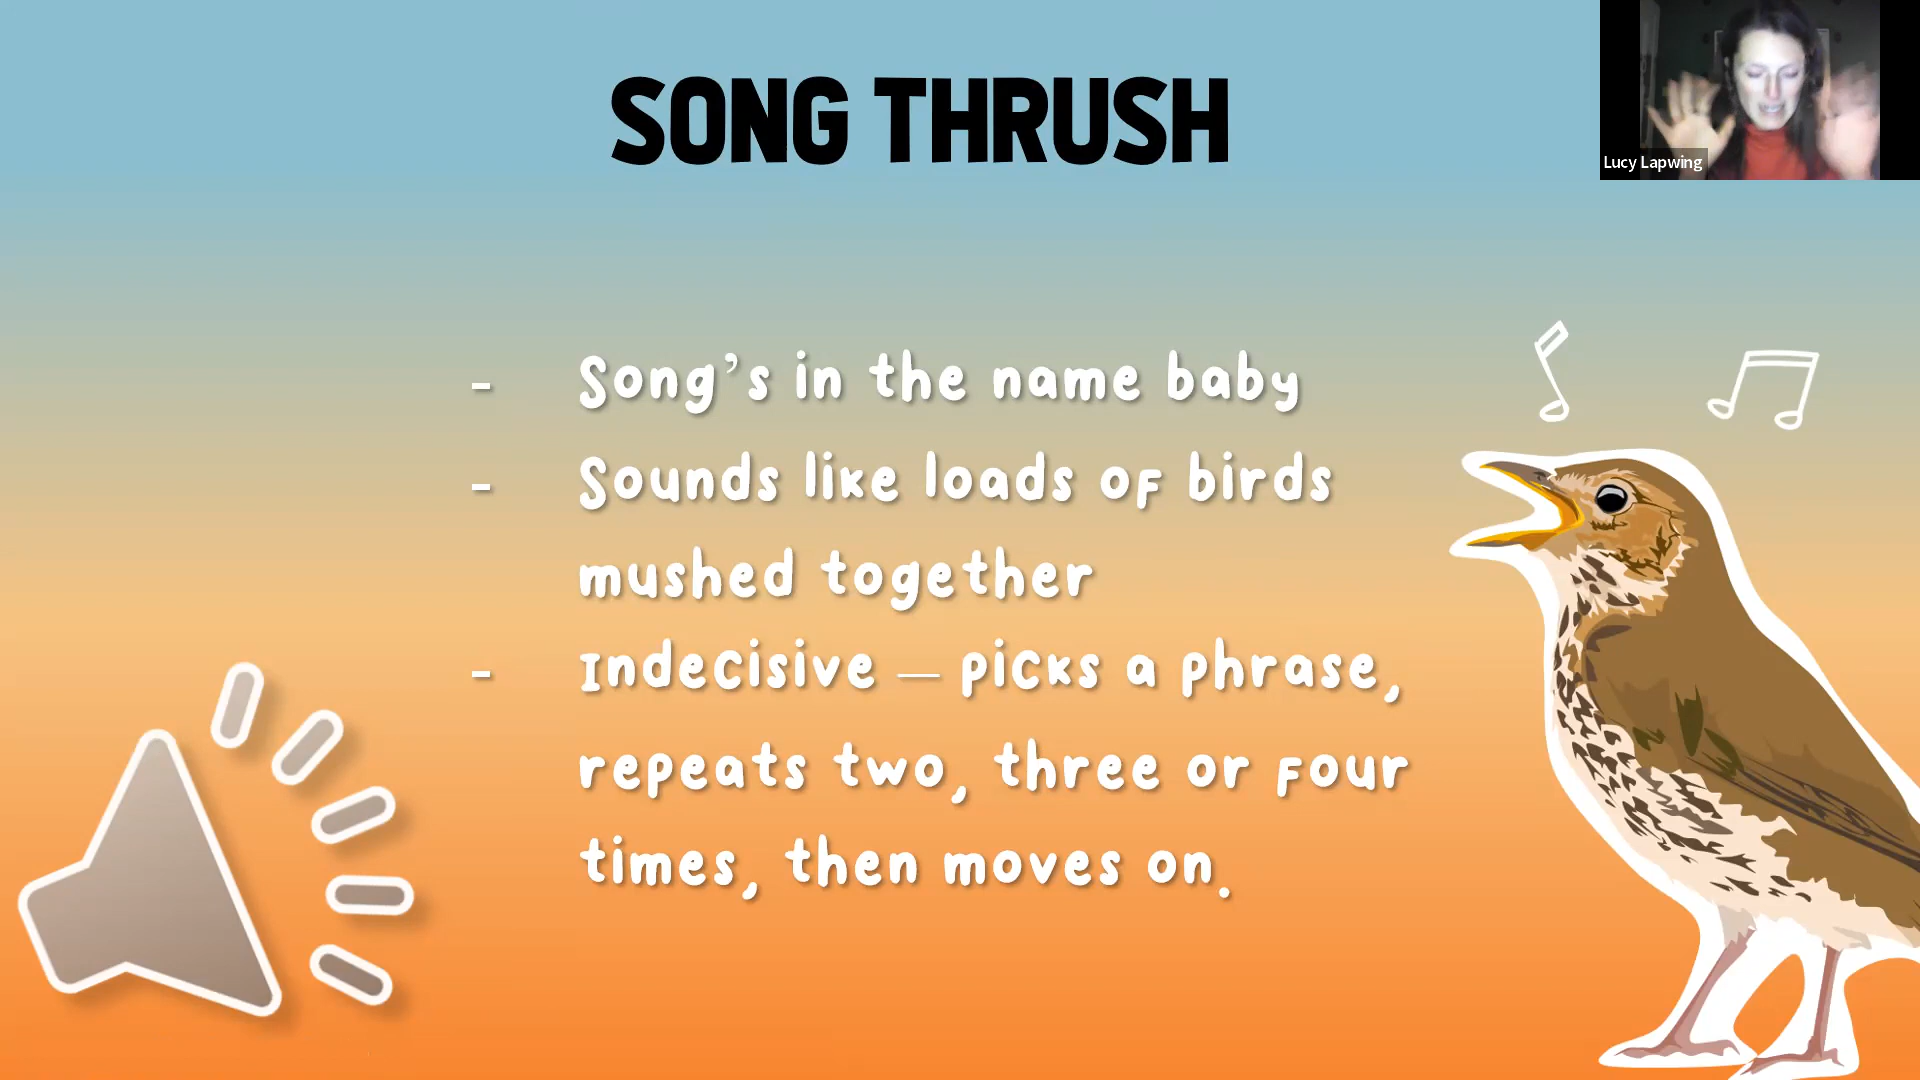 SONG THRUSH
Lucy Lapwing
- Song's in the name baby
- Sounds like loads of birds
mushed together
- Indecisive – picks a phrase,
repeats two, three or four
times, then moves on.